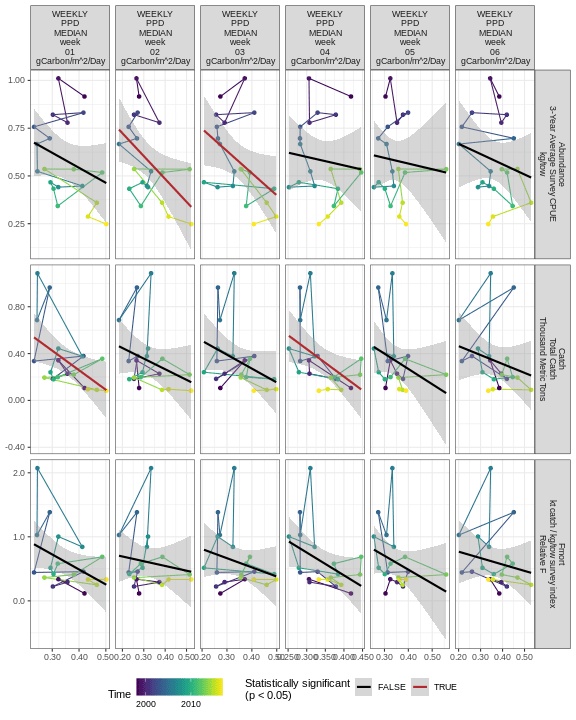 WEEKLY
PPD
MEDIAN
week
01
gCarbon/m^2/Day
WEEKLY
PPD
MEDIAN
week
02
gCarbon/m^2/Day
WEEKLY
PPD
MEDIAN
week
03
gCarbon/m^2/Day
WEEKLY
PPD
MEDIAN
week
04
gCarbon/m^2/Day
WEEKLY
PPD
MEDIAN
week
05
gCarbon/m^2/Day
WEEKLY
PPD
MEDIAN
week
06
gCarbon/m^2/Day
1.00
0.75
0.50
0.25
Abundance
3-Year Average Survey CPUE
kg/tow
0.80
0.40
0.00
-0.40
Catch
Total Catch
Thousand Metric Tons
2.0
1.0
0.0
Fmort
kt catch / kg/tow survey index
Relative F
0.30 0.40 0.50
0.20 0.30 0.40 0.50
0.20 0.30 0.40 0.50
0.250 0.300 0.350 0.400 0.450
0.30 0.40 0.50
0.20 0.30 0.40 0.50
Time
2000 2010
Statistically significant
(p < 0.05)
FALSE TRUE